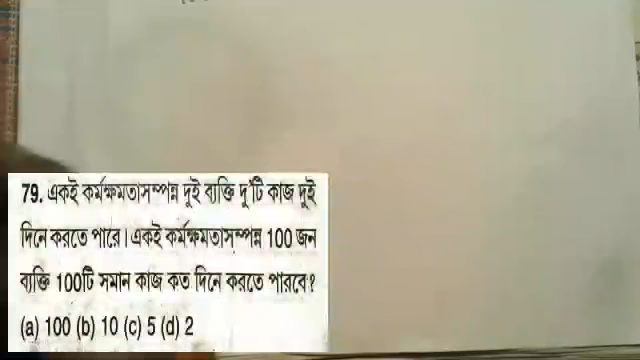 79. একই কর্মক্ষমতাসম্পন্ন দুই ব্যক্তি দু'টি কাজ দুই
দিনে করতে পারে। একই কর্মক্ষমতাসম্পন্ন 100 জন
ব্যক্তি 100টি সমান কাজ কত দিনে করতে পারবে?
(a) 100 (b) 10 (c) 5 (d) 2